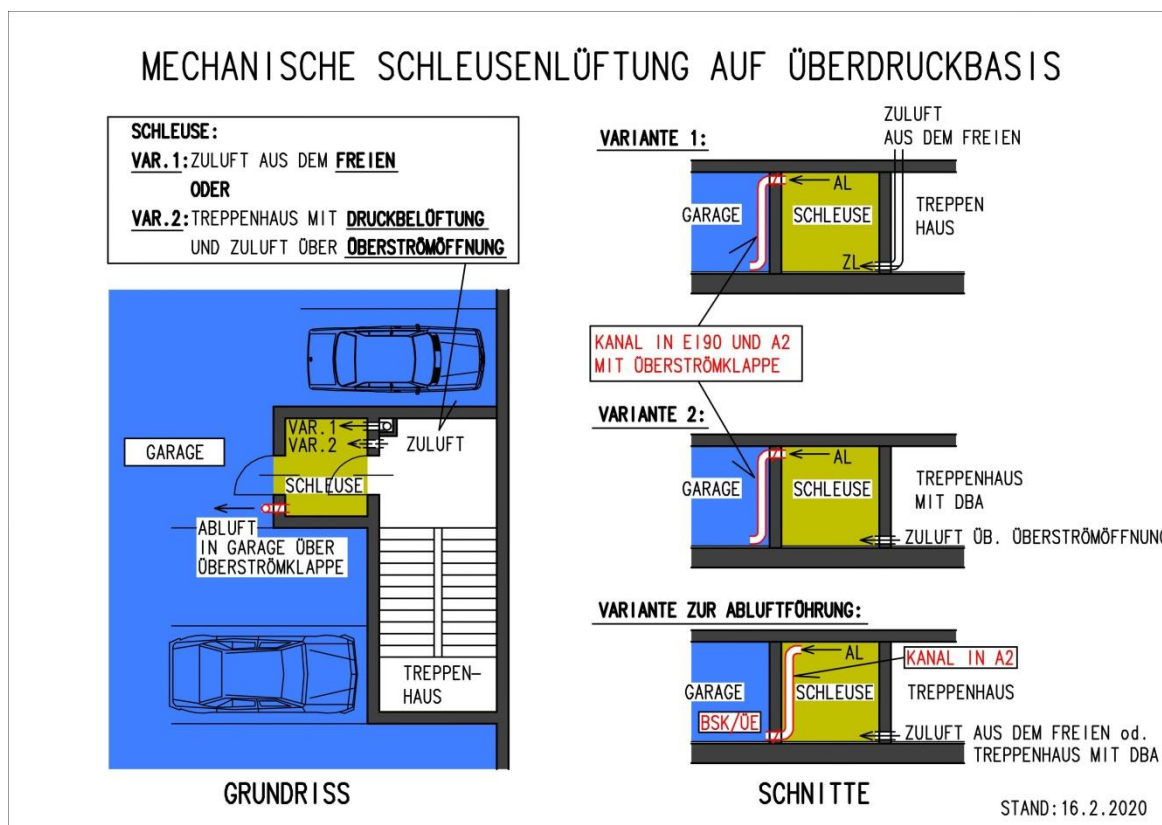 MECHANISCHE SCHLEUSENLÜFTUNG AUF ÜBERDRUCKBASIS
SCHLEUSE:
VAR.1: ZULUFT AUS DEM FREIEN
ODER
VAR.2: TREPPENHAUS MIT DRUCKBELÜFTUNG
UND ZULUFT ÜBER ÜBERSTRÖMÖFFNUNG
GARAGE
VAR.1
VAR.2
ZULUFT
SCHLEUSE
ABLUFT
IN GARAGE ÜBER
ÜBERSTRÖMKLAPPE
TREPPEN-
HAUS
GRUNDRISS
VARIANTE 1:
ZULUFT
AUS DEM FREIEN
AL
GARAGE
SCHLEUSE
TREPPEN
HAUS
ZL
KANAL IN EI90 UND A2
MIT ÜBERSTRÖMKLAPPE
VARIANTE 2:
AL
GARAGE
SCHLEUSE
TREPPENHAUS
MIT DBA
ZULUFT ÜB. ÜBERSTRÖMÖFFNUNG
VARIANTE ZUR ABLUFTFÜHRUNG:
AL
KANAL IN A2
GARAGE
SCHLEUSE
TREPPENHAUS
BSK/ÜE
ZULUFT AUS DEM FREIEN od.
TREPPENHAUS MIT DBA
SCHNITTE
STAND:16.2.2020